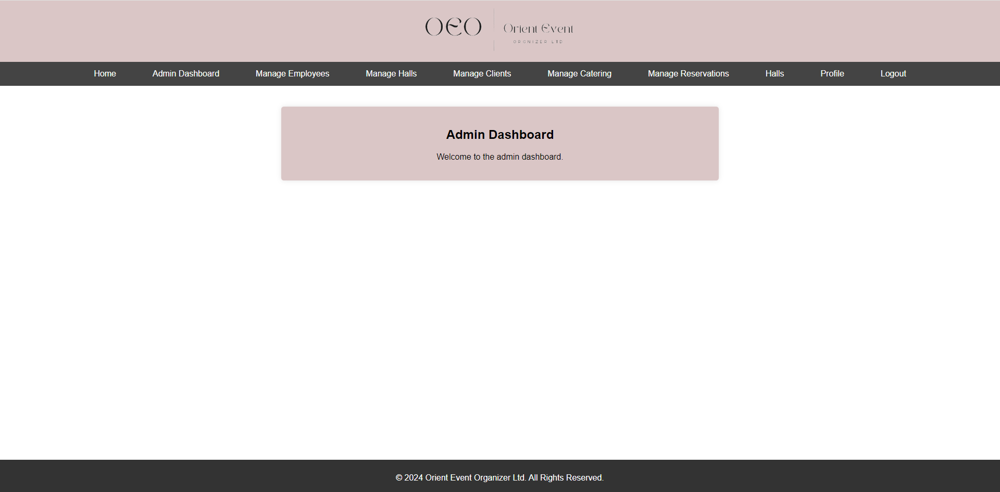 OEO
Orient Event
ORGNIZER LTD
Home Admin Dashboard Manage Employees Manage Halls Manage Clients Manage Catering Manage Reservations Halls Profile Logout
Admin Dashboard
Welcome to the admin dashboard.
© 2024 Orient Event Organizer Ltd. All Rights Reserved.